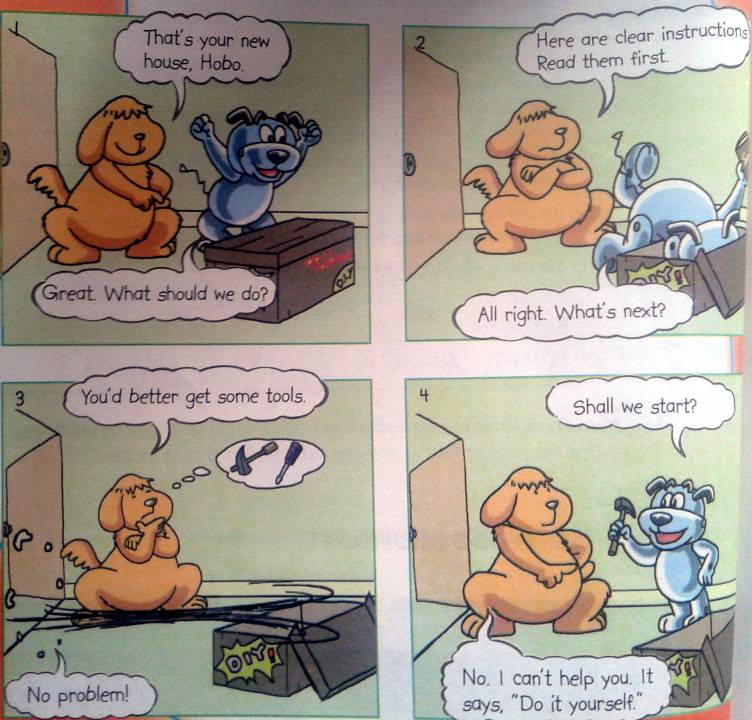 1
That's your new
house, Hobo.
Great. What should we do?
DIY
2
Here are clear instructions
Read them first.
DIY!
All right. What's next?
3
You'd better get some tools.
DIY!
No problem!
4
Shall we start?
No. I can't help you. It
says, "Do it yourself."
Y!